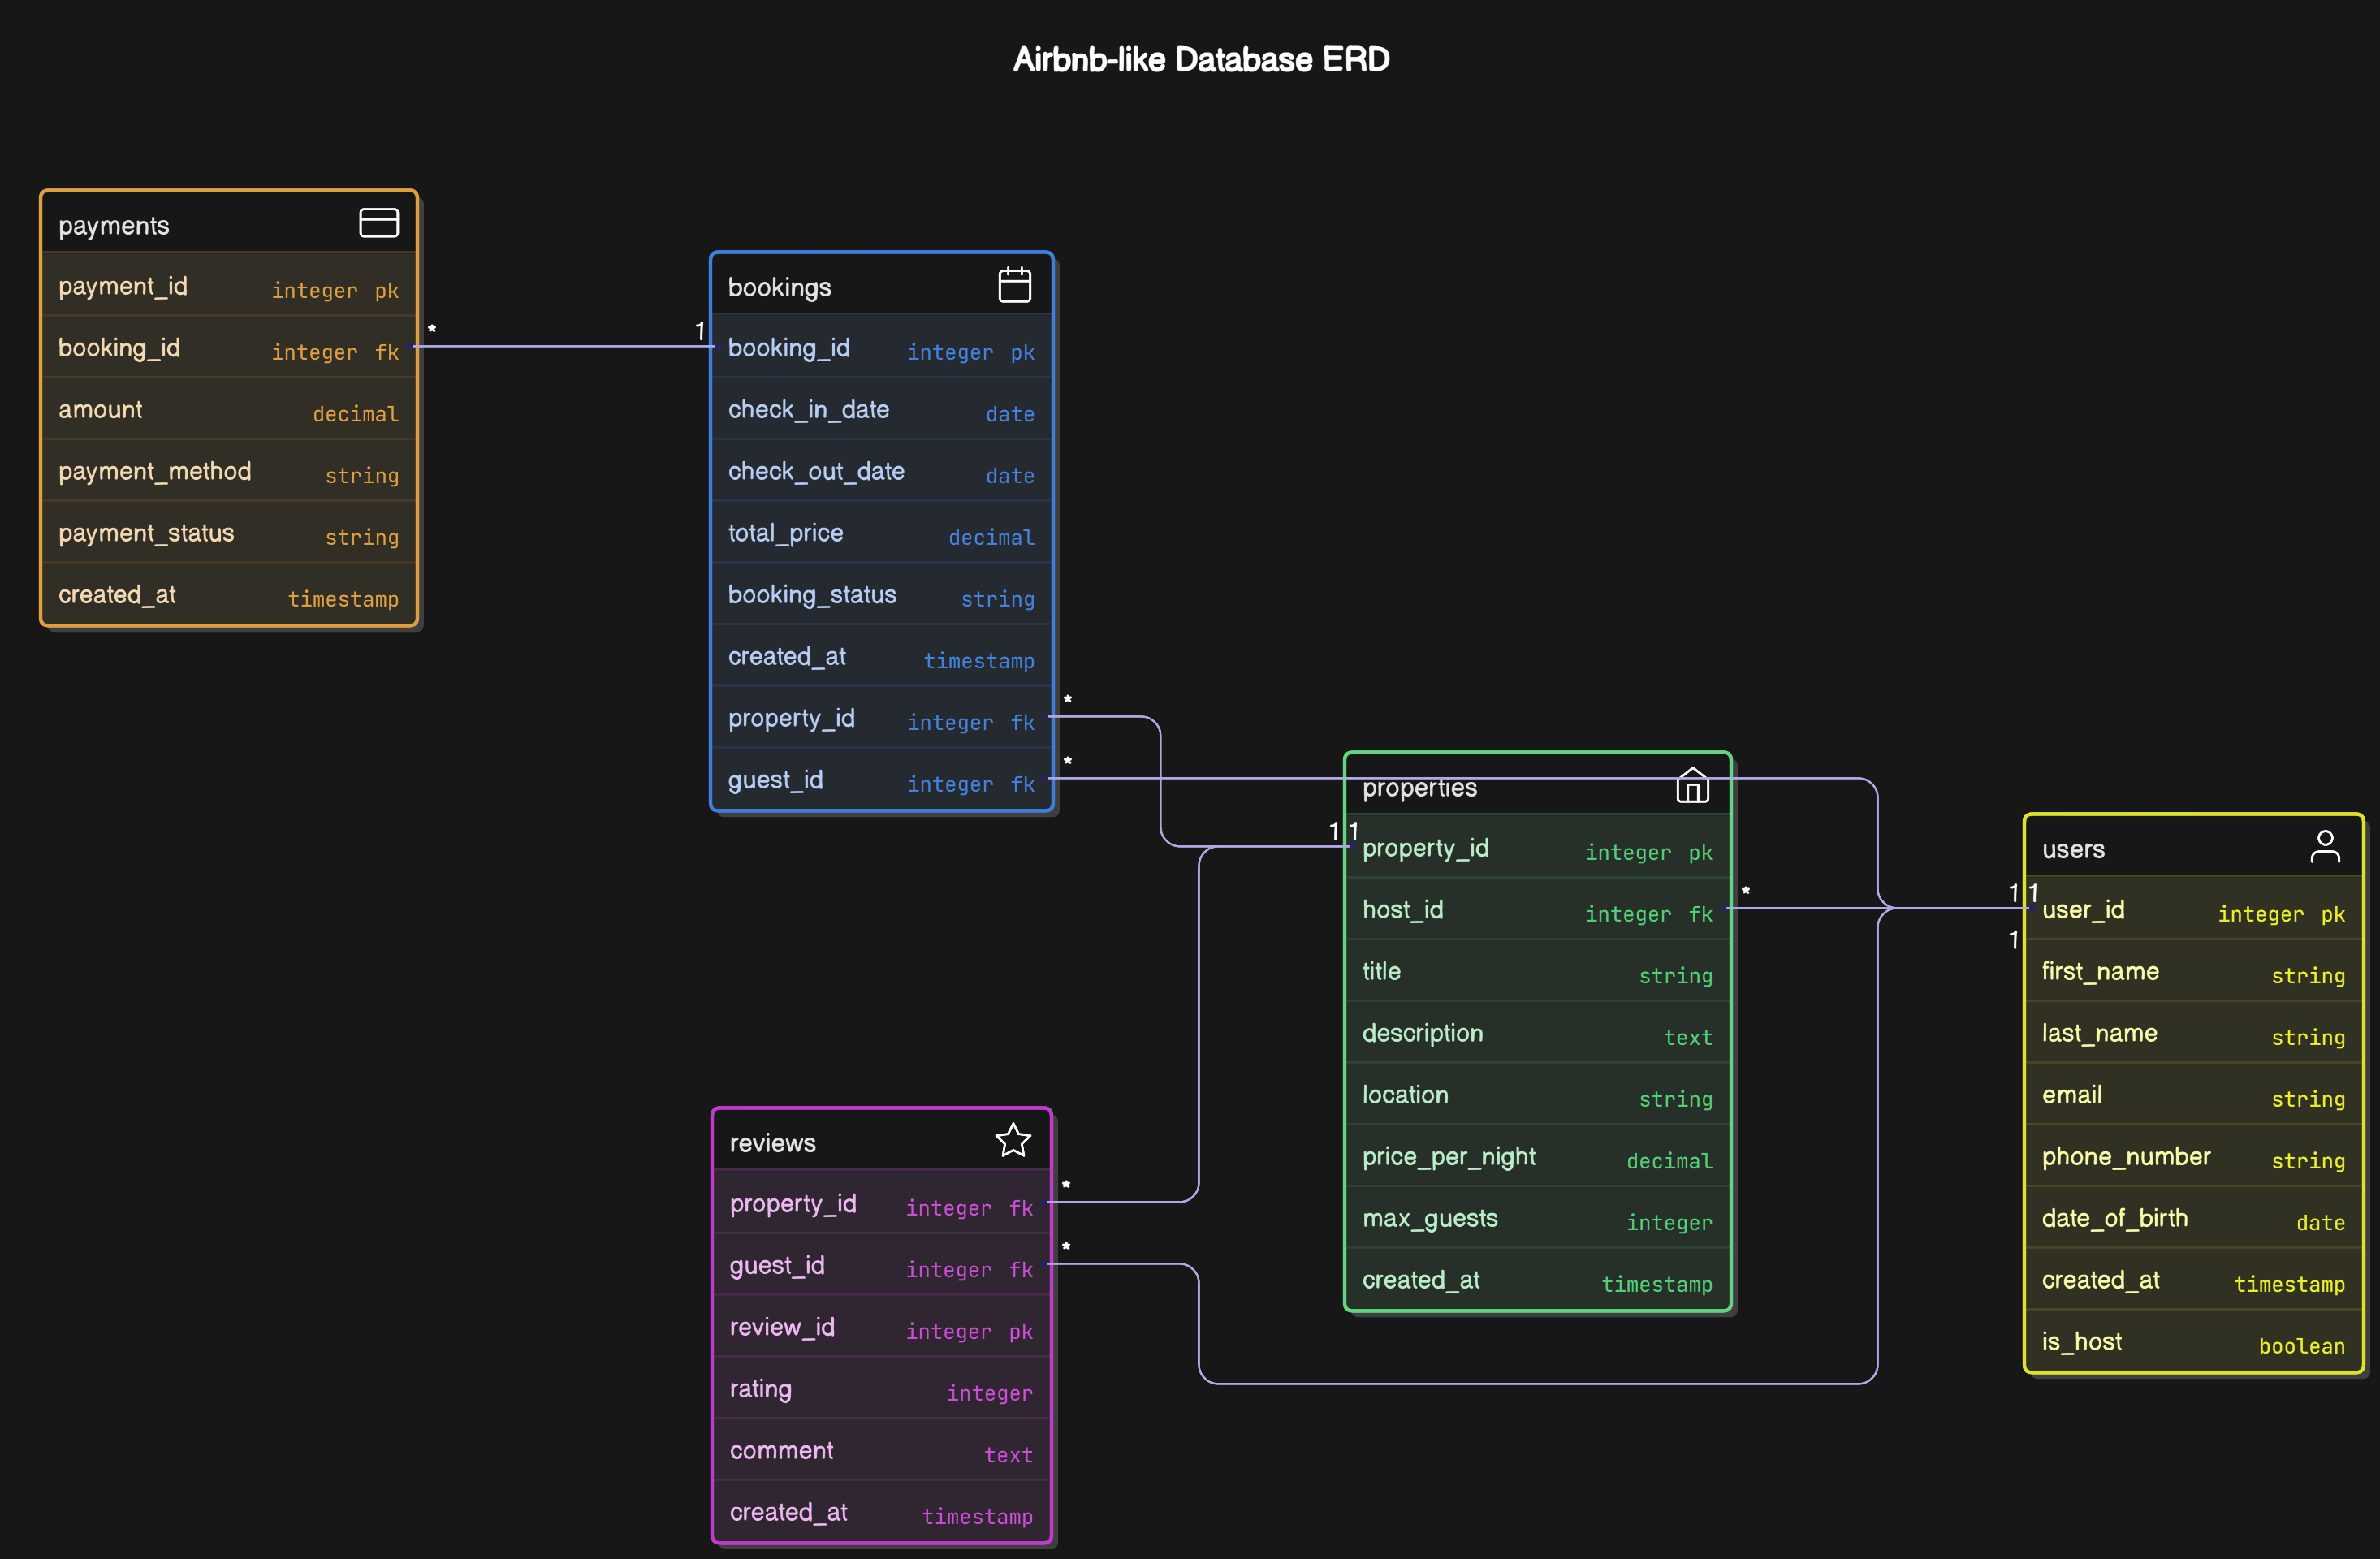 Airbnb-like Database ERD
payments
payment_id integer pk
booking_id integer fk
amount decimal
payment_method string
payment_status string
created_at timestamp
* 1
bookings
booking_id integer pk
check_in_date date
check_out_date date
total_price decimal
booking_status string
created_at timestamp
property_id integer fk
guest_id integer fk
*
*
1 1
properties
property_id integer pk
host_id integer fk
title string
description text
location string
price_per_night decimal
max_guests integer
created_at timestamp
*
1 1
1
users
user_id integer pk
first_name string
last_name string
email string
phone_number string
date_of_birth date
created_at timestamp
is_host boolean
reviews
property_id integer fk
guest_id integer fk
review_id integer pk
rating integer
comment text
created_at timestamp
*
*